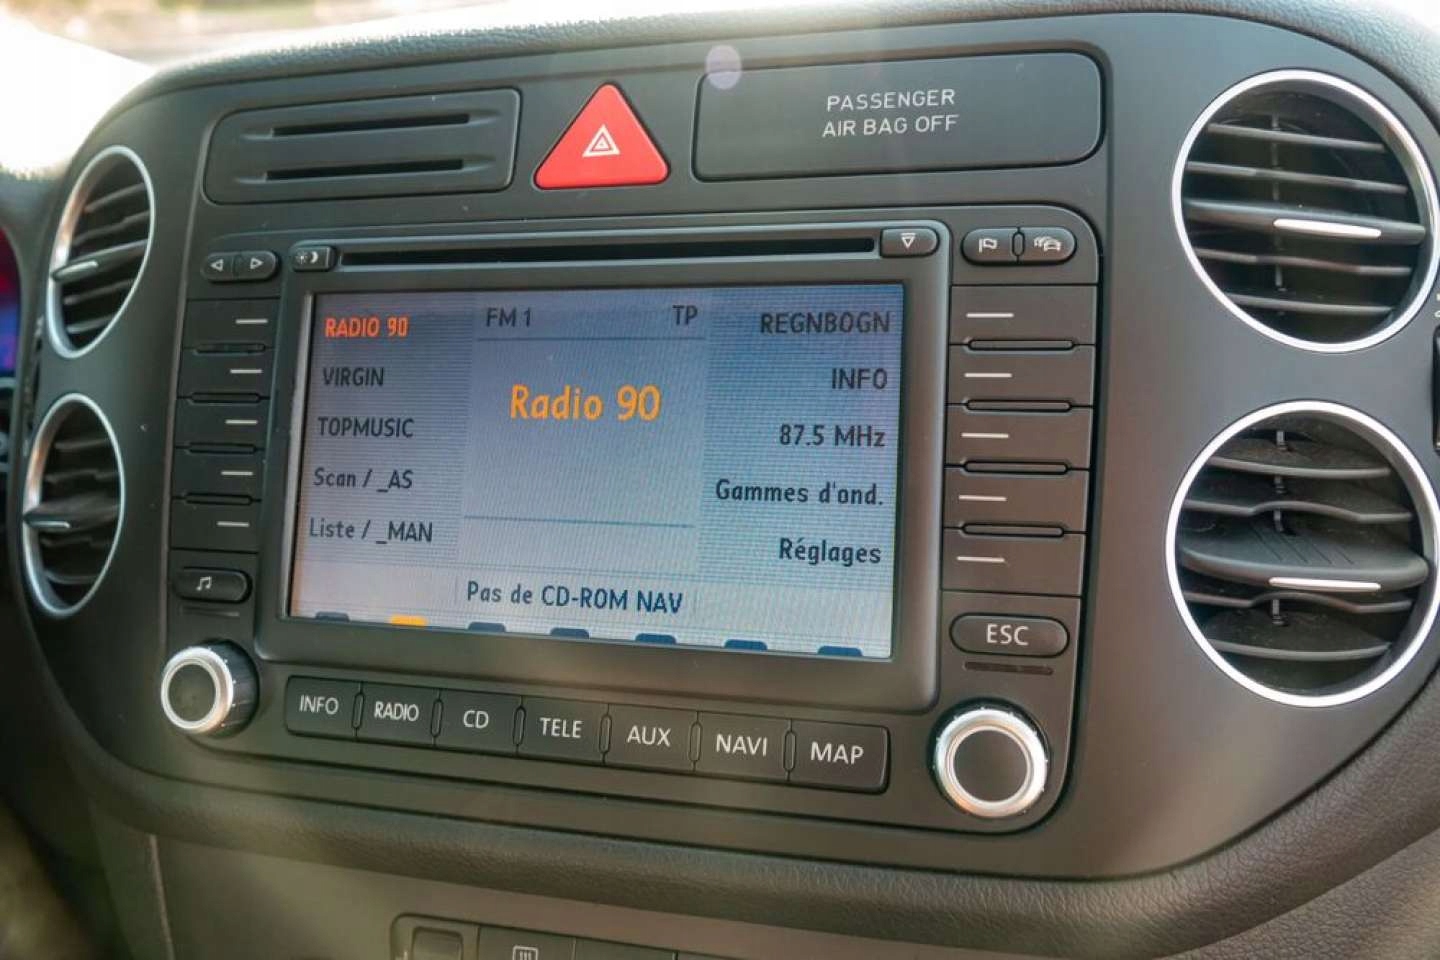 PASSENGER
AIR BAG OFF
RADIO 90
FM 1
TP
REGNBOGN
VIRGIN
INFO
Radio 90
TOPMUSIC
87.5 MHz
Scan / _AS
Gammes d'ond.
Liste / _MAN
Réglages
Pas de CD-ROM NAV
ESC
INFO
RADIO
CD
TELE
AUX
NAVI
MAP